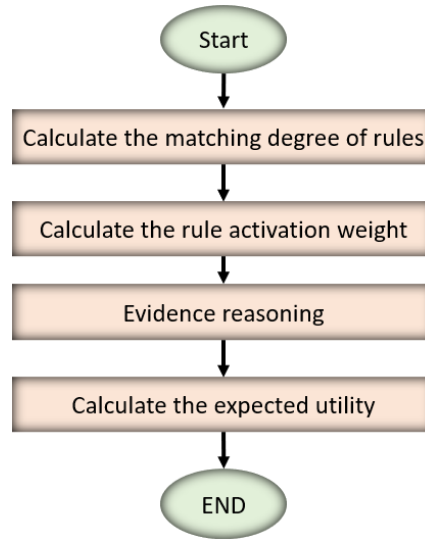 Start
Calculate the matching degree of rules
Calculate the rule activation weight
Evidence reasoning
Calculate the expected utility
END